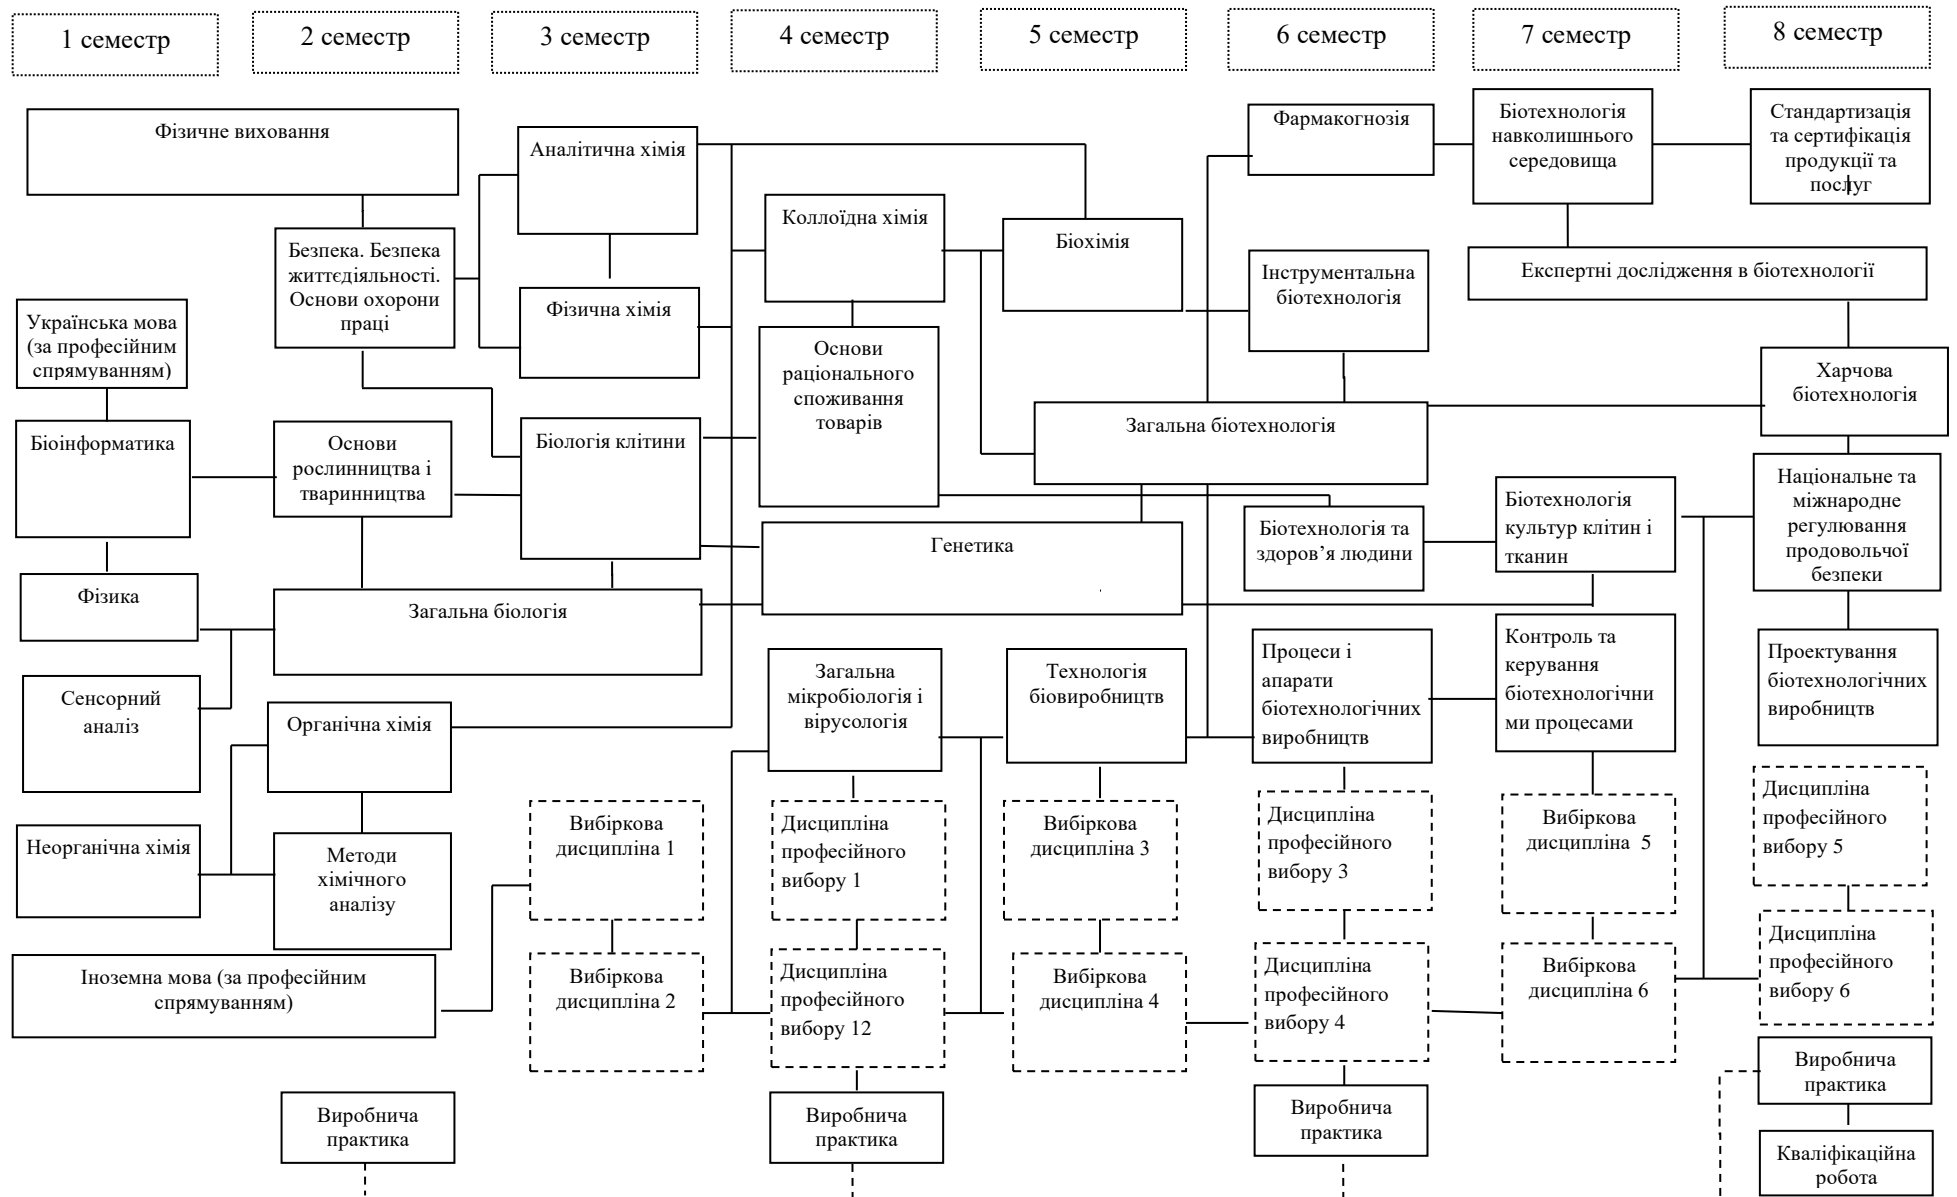 1 семестр
2 семестр
3 семестр
4 семестр
5 семестр
6 семестр
7 семестр
8 семестр
Фізичне виховання
Аналітична хімія
Фармакогнозія
Біотехнологія
навколишнього
середовища
Стандартизація
та сертифікація
продукції та
послуг
Безпека. Безпека
життєдіяльності.
Основи охорони
праці
Коллоїдна хімія
Біохімія
Інструментальна
біотехнологія
Експертні дослідження в біотехнології
Українська мова
(за професійним
спрямуванням)
Фізична хімія
Основи
раціонального
споживання
товарів
Харчова
біотехнологія
Біоінформатика
Основи
рослинництва і
тваринництва
Біологія клітини
Загальна біотехнологія
Національне та
міжнародне
регулювання
продовольчої
безпеки
Біотехнологія та
здоров’я людини
Біотехнологія
культур клітин і
тканин
Генетика
Фізика
Загальна біологія
Сенсорний
аналіз
Органічна хімія
Загальна
мікробіологія і
вірусологія
Технологія
біовиробництв
Процеси і
апарати
біотехнологічних
виробництв
Контроль та
керування
біотехнологічни
ми процесами
Проектування
біотехнологічних
виробництв
Неорганічна хімія
Методи
хімічного
аналізу
Вибіркова
дисципліна 1
Дисципліна
професійного
вибору 1
Вибіркова
дисципліна 3
Дисципліна
професійного
вибору 3
Вибіркова
дисципліна 5
Дисципліна
професійного
вибору 5
Іноземна мова (за професійним
спрямуванням)
Вибіркова
дисципліна 2
Дисципліна
професійного
вибору 12
Вибіркова
дисципліна 4
Дисципліна
професійного
вибору 4
Вибіркова
дисципліна 6
Дисципліна
професійного
вибору 6
Виробнича
практика
Виробнича
практика
Виробнича
практика
Виробнича
практика
Кваліфікаційна
робота